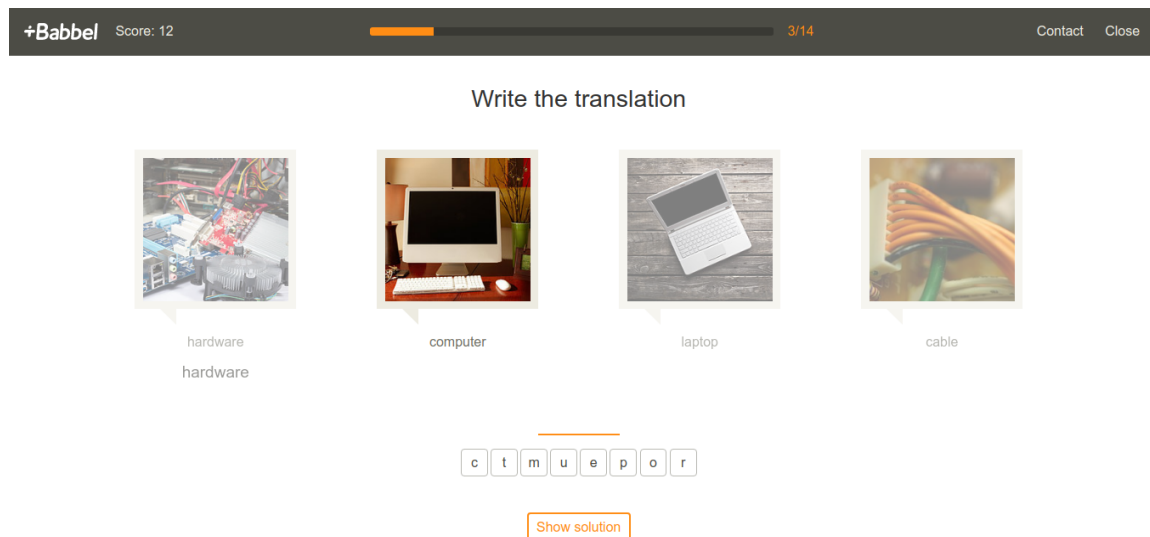 +Babbel Score: 12 3/14 Contact Close
Write the translation
hardware computer laptop cable
hardware
c t m u e p o r
Show solution